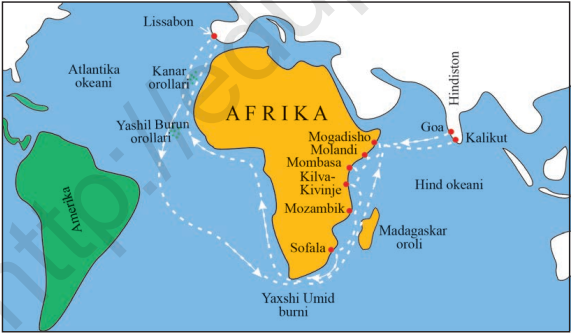 Lissabon
Atlantika
okeani
Kanar
orollari
Yashil Burun
orollari
AFRIKA
Hindiston
Goa
Kalikut
Mogadisho
Molandi
Mombasa
Kilva-
Kivinje
Mozambik
Hind okeani
Amerika
Madagaskar
oroli
Sofala
Yaxshi Umid
burni